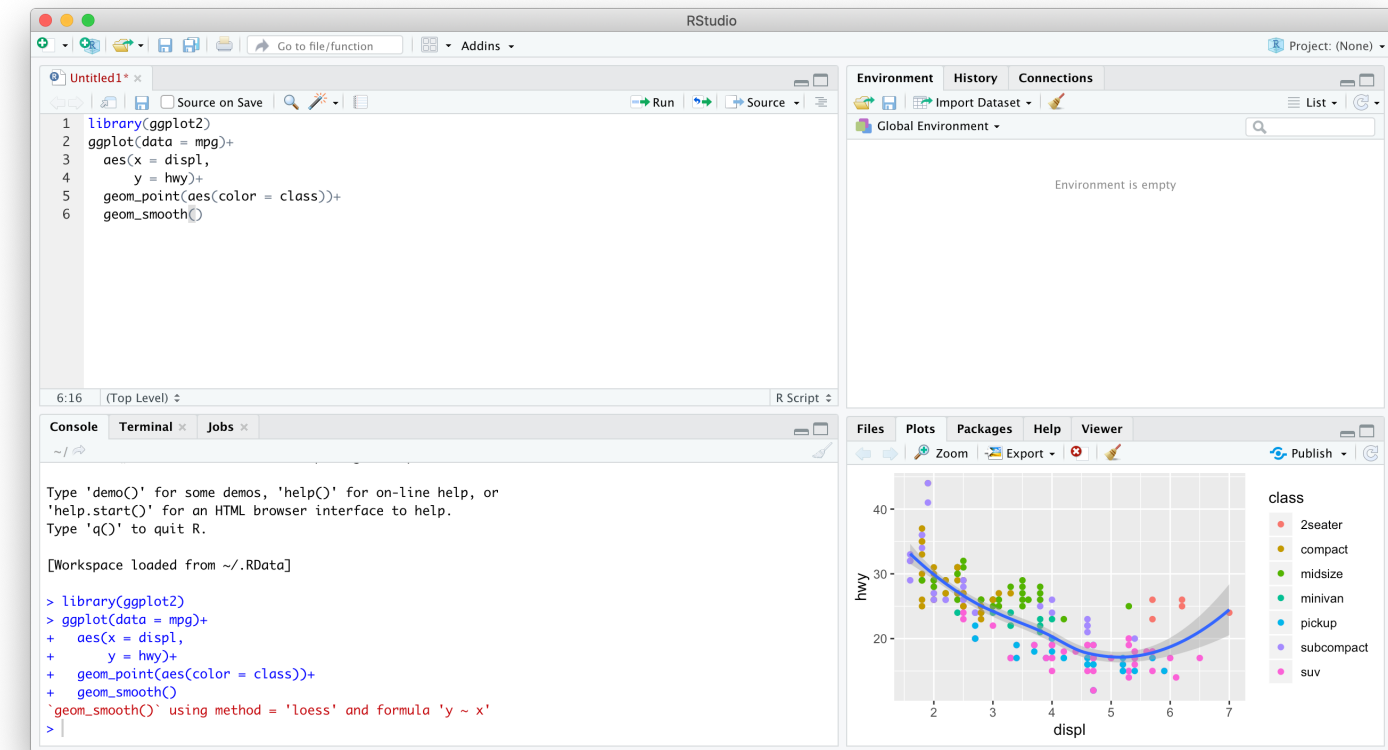 RStudio
Go to file/function Addins Project: (None)
Untitled1*
Source on Save Run Source
1 library(ggplot2)
2 ggplot(data = mpg)+
3   aes(x = displ,
4       y = hwy)+
5   geom_point(aes(color = class))+
6   geom_smooth()
6:16 (Top Level) R Script
Console Terminal Jobs
~/
Type 'demo()' for some demos, 'help()' for on-line help, or
'help.start()' for an HTML browser interface to help.
Type 'q()' to quit R.
[Workspace loaded from ~/.RData]
> library(ggplot2)
> ggplot(data = mpg)+
+   aes(x = displ,
+       y = hwy)+
+   geom_point(aes(color = class))+
+   geom_smooth()
`geom_smooth()` using method = 'loess' and formula 'y ~ x'
>
Environment History Connections
Import Dataset List
Global Environment
Environment is empty
Files Plots Packages Help Viewer
Zoom Export Publish
40
30
20
hwy
2 3 4 5 6 7
displ
class
2seater
compact
midsize
minivan
pickup
subcompact
suv